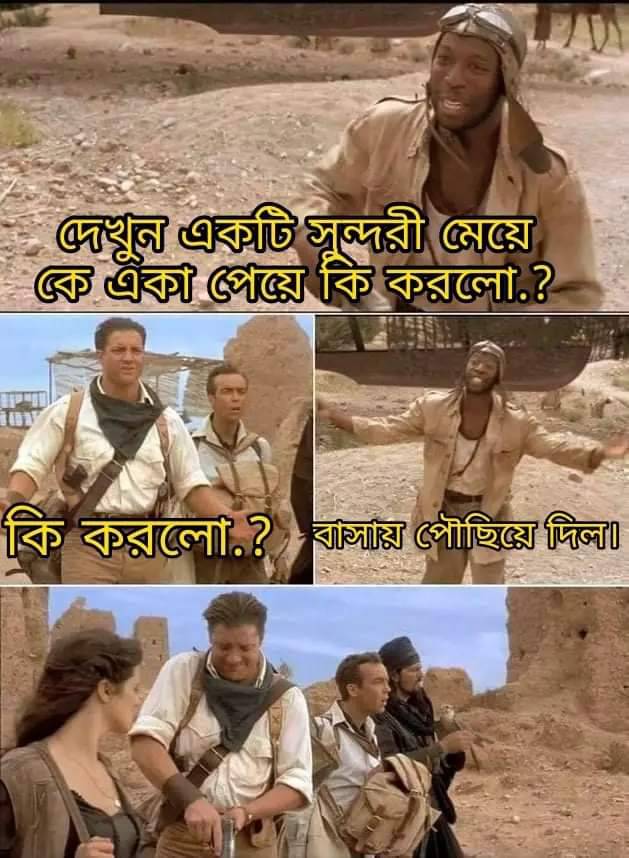 দেখুন একটি সুন্দরী মেয়ে
কে একা পেয়ে কি করলো.?
কি করলো.?
বাসায় পৌছিয়ে দিল।